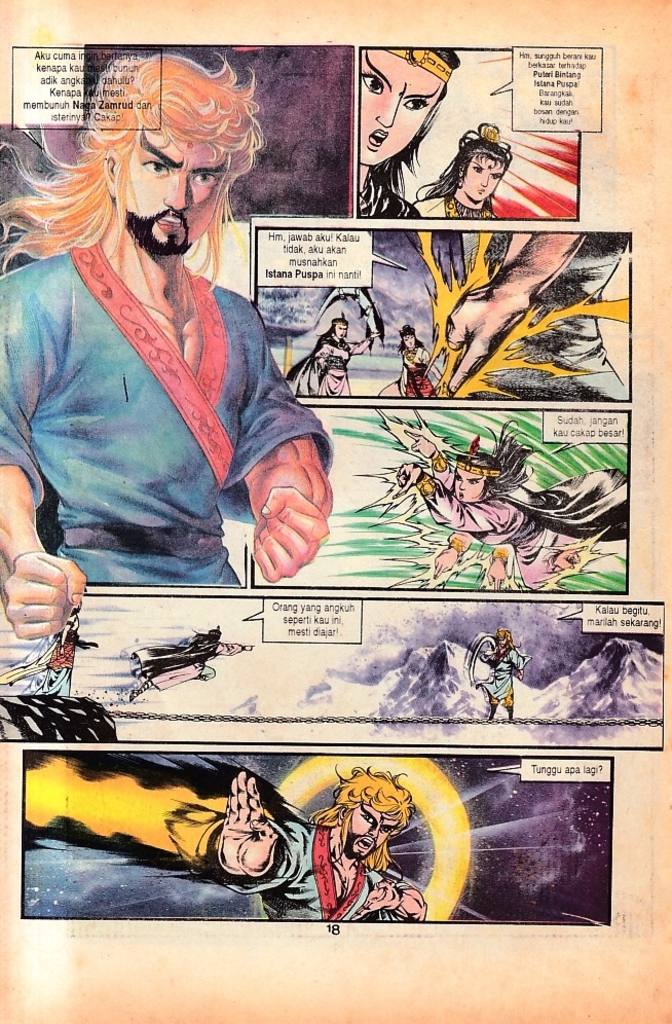 Aku cuma ingin bertanya,
kenapa kau mesti bunuh
adik angkatku dahulu?
Kenapa kau mesti
membunuh Naga Zamrud dan
isterinya? Cakap!
Hm, sungguh berani kau
berkasar terhadap
Puteri Bintang
Istana Puspa!
Barangkali,
kau sudah
bosan dengan
hidup kau!
Hm, jawab aku! Kalau
tidak, aku akan
musnahkan
Istana Puspa ini nanti!
Sudah, jangan
kau cakap besar!
Orang yang angkuh
seperti kau ini,
mesti diajar!
Kalau begitu,
marilah sekarang!
Tunggu apa lagi?
18